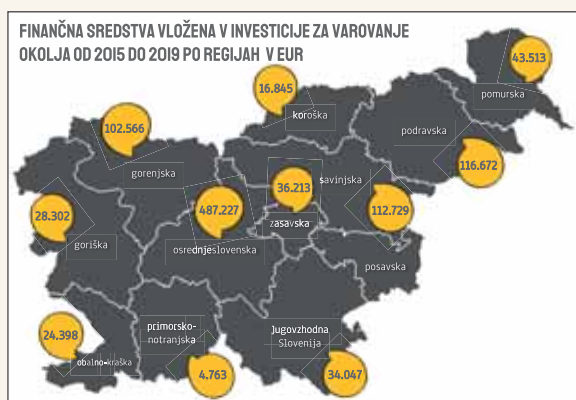 FINANČNA SREDSTVA VLOŽENA V INVESTICIJE ZA VAROVANJE
OKOLJA OD 2015 DO 2019 PO REGIJAH V EUR
43.513
pomurska
16.845
koroška
podravska
102.566
116.672
gorenjska
savinjska
36.213
487.227
112.729
28.302
zasavska
goriška
osrednjeslovenska
posavska
24.398
primorsko-
notranjska
Jugovzhodna
Slovenija
obalno-kraška
4.763
34.047